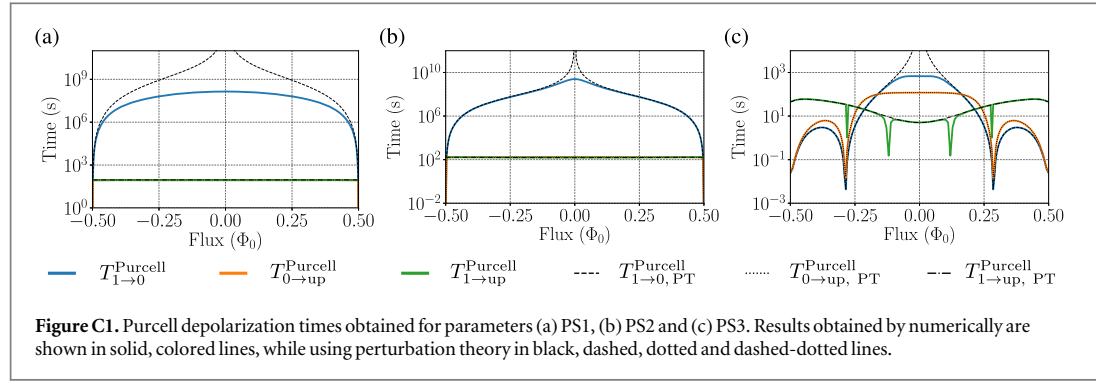 (a)
(b)
(c)
Time (s)
10^9
10^6
10^3
10^0
−0.50 −0.25 0.00 0.25 0.50
Flux (Φ_0)
Time (s)
10^10
10^6
10^2
10^−2
−0.50 −0.25 0.00 0.25 0.50
Flux (Φ_0)
Time (s)
10^3
10^1
10^−1
10^−3
−0.50 −0.25 0.00 0.25 0.50
Flux (Φ_0)
T^Purcell_1→0 T^Purcell_0→up T^Purcell_1→up T^Purcell_1→0, PT T^Purcell_0→up, PT T^Purcell_1→up, PT
Figure C1. Purcell depolarization times obtained for parameters (a) PS1, (b) PS2 and (c) PS3. Results obtained by numerically are
shown in solid, colored lines, while using perturbation theory in black, dashed, dotted and dashed-dotted lines.